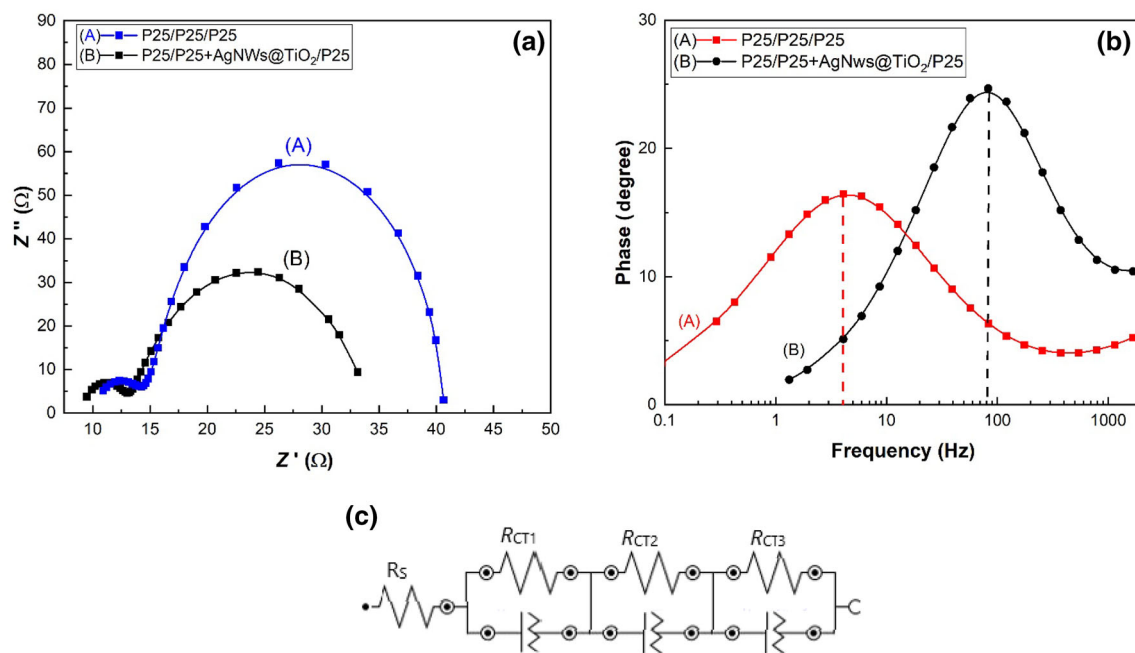 (a)
(A) P25/P25/P25
(B) P25/P25+AgNWs@TiO₂/P25
90
80
70
60
50
40
30
20
10
0
Z'' (Ω)
(A)
(B)
10 15 20 25 30 35 40 45 50
Z' (Ω)
(b)
(A) P25/P25/P25
(B) P25/P25+AgNws@TiO₂/P25
30
20
10
0
Phase ( degree)
(A)
(B)
0.1 1 10 100 1000
Frequency (Hz)
(c)
RCT1 RCT2 RCT3
RS